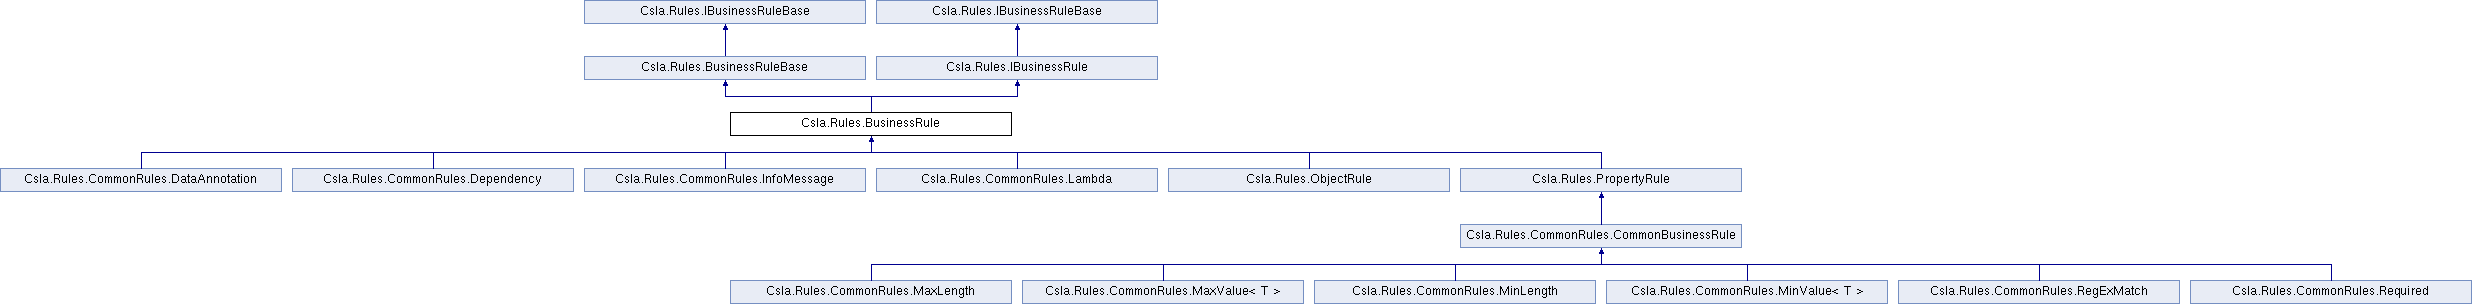 Csla.Rules.IBusinessRuleBase
Csla.Rules.IBusinessRuleBase
Csla.Rules.BusinessRuleBase
Csla.Rules.IBusinessRule
Csla.Rules.BusinessRule
Csla.Rules.CommonRules.DataAnnotation
Csla.Rules.CommonRules.Dependency
Csla.Rules.CommonRules.InfoMessage
Csla.Rules.CommonRules.Lambda
Csla.Rules.ObjectRule
Csla.Rules.PropertyRule
Csla.Rules.CommonRules.CommonBusinessRule
Csla.Rules.CommonRules.MaxLength
Csla.Rules.CommonRules.MaxValue< T >
Csla.Rules.CommonRules.MinLength
Csla.Rules.CommonRules.MinValue< T >
Csla.Rules.CommonRules.RegExMatch
Csla.Rules.CommonRules.Required